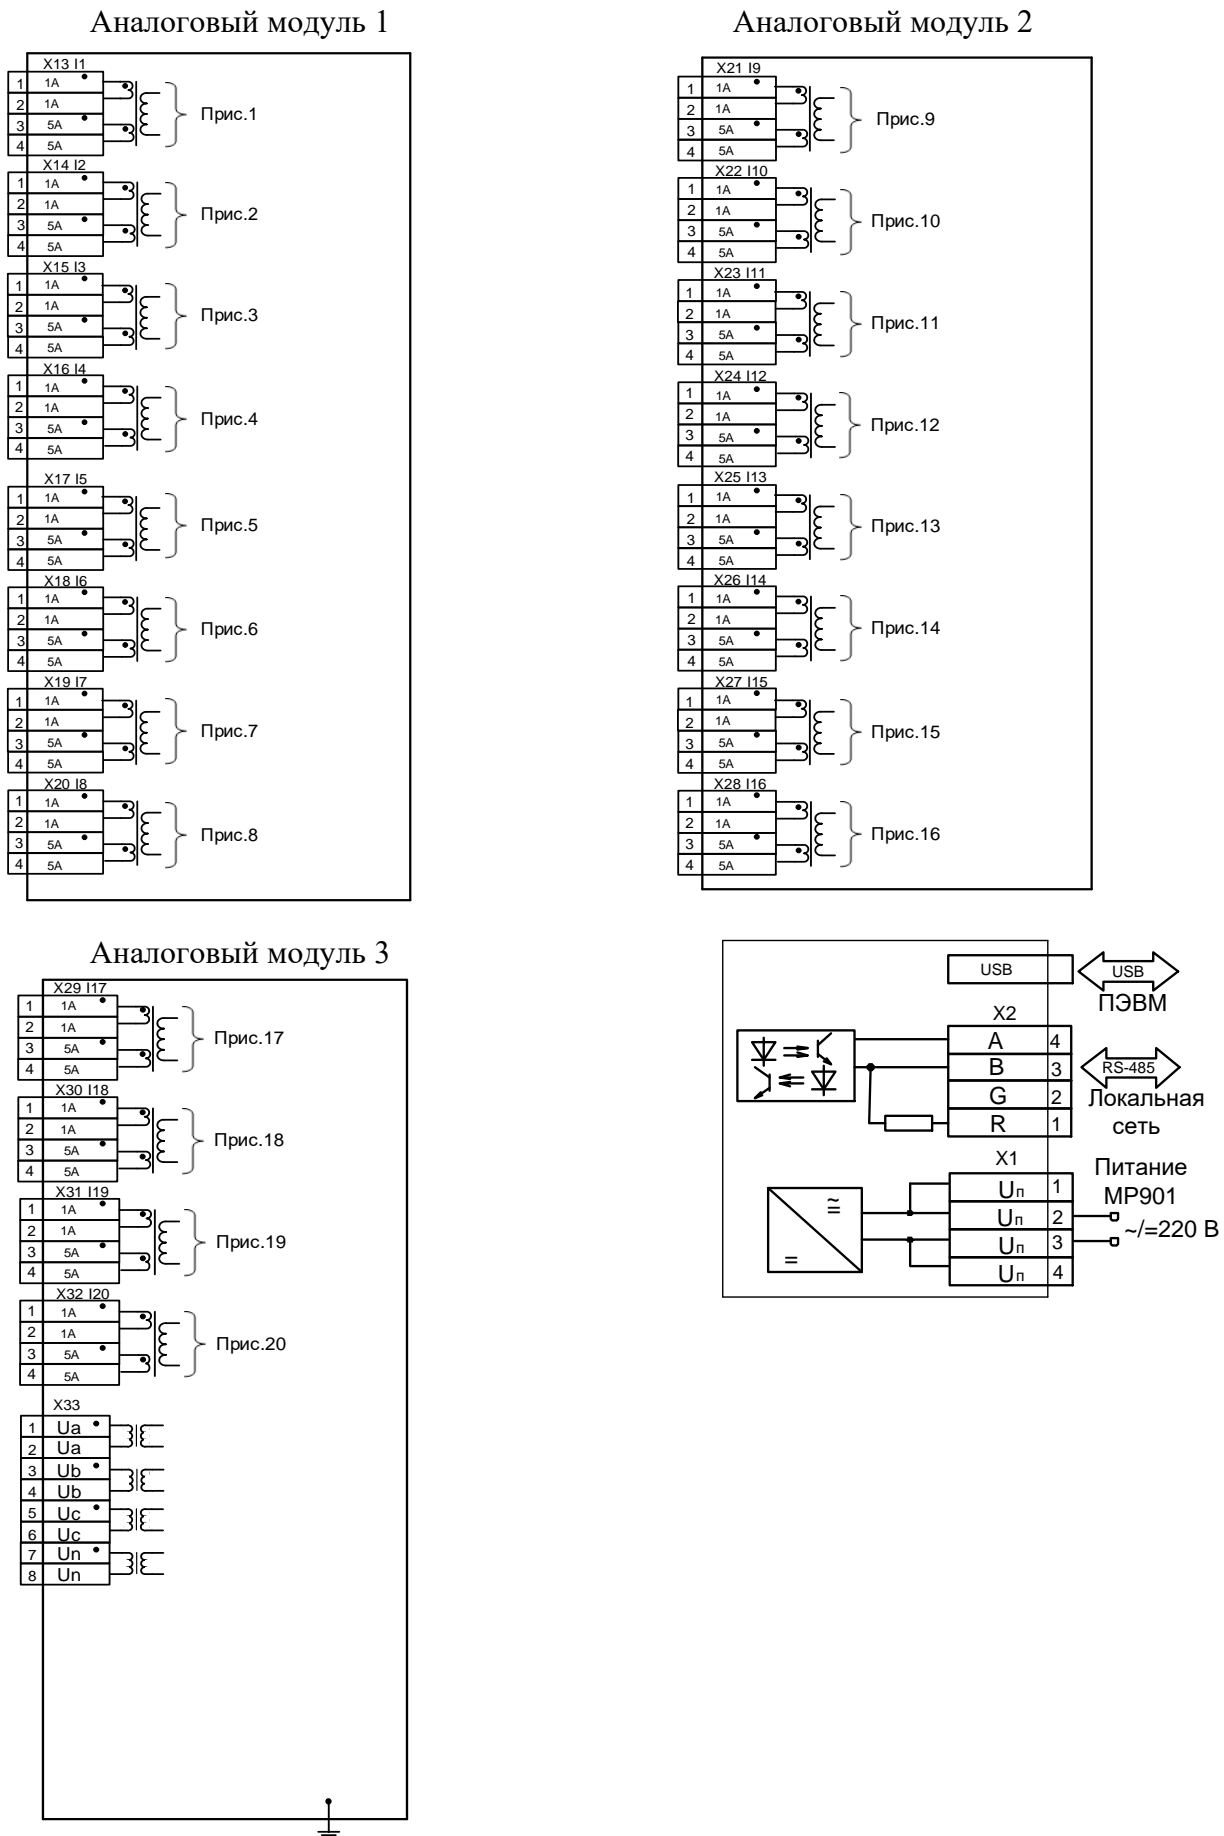 Аналоговый модуль 1
X13 I1
1 1A
2 1A
3 5A
4 5A
Прис.1
X14 I2
1 1A
2 1A
3 5A
4 5A
Прис.2
X15 I3
1 1A
2 1A
3 5A
4 5A
Прис.3
X16 I4
1 1A
2 1A
3 5A
4 5A
Прис.4
X17 I5
1 1A
2 1A
3 5A
4 5A
Прис.5
X18 I6
1 1A
2 1A
3 5A
4 5A
Прис.6
X19 I7
1 1A
2 1A
3 5A
4 5A
Прис.7
X20 I8
1 1A
2 1A
3 5A
4 5A
Прис.8
Аналоговый модуль 2
X21 I9
1 1A
2 1A
3 5A
4 5A
Прис.9
X22 I10
1 1A
2 1A
3 5A
4 5A
Прис.10
X23 I11
1 1A
2 1A
3 5A
4 5A
Прис.11
X24 I12
1 1A
2 1A
3 5A
4 5A
Прис.12
X25 I13
1 1A
2 1A
3 5A
4 5A
Прис.13
X26 I14
1 1A
2 1A
3 5A
4 5A
Прис.14
X27 I15
1 1A
2 1A
3 5A
4 5A
Прис.15
X28 I16
1 1A
2 1A
3 5A
4 5A
Прис.16
Аналоговый модуль 3
X29 I17
1 1A
2 1A
3 5A
4 5A
Прис.17
X30 I18
1 1A
2 1A
3 5A
4 5A
Прис.18
X31 I19
1 1A
2 1A
3 5A
4 5A
Прис.19
X32 I20
1 1A
2 1A
3 5A
4 5A
Прис.20
X33
1 Ua
2 Ua
3 Ub
4 Ub
5 Uc
6 Uc
7 Un
8 Un
USB
USB
ПЭВМ
X2
A 4
B 3
G 2
R 1
RS-485
Локальная
сеть
X1
Uп 1
Uп 2
Uп 3
Uп 4
Питание
МР901
~/=220 В